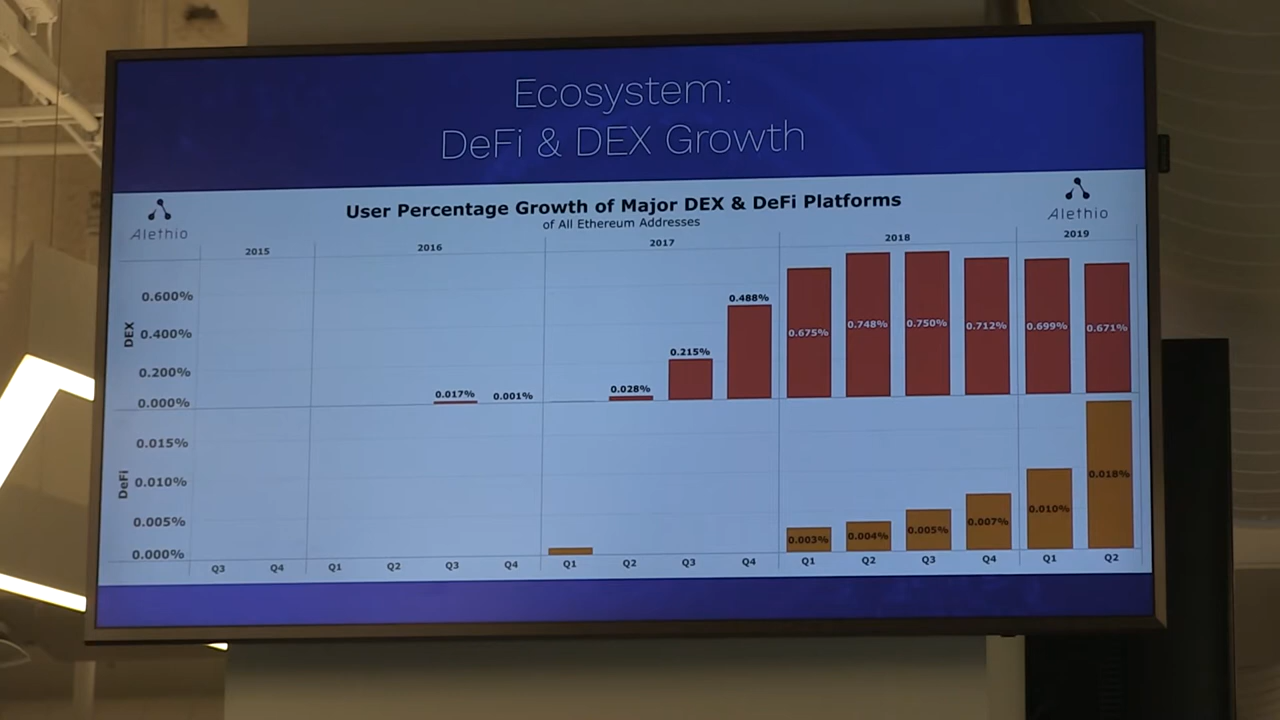 Ecosystem:
DeFi & DEX Growth
Alethio
User Percentage Growth of Major DEX & DeFi Platforms
of All Ethereum Addresses
Alethio
2015 2016 2017 2018 2019
DEX
0.600%
0.400%
0.200%
0.000%
0.017% 0.001% 0.028% 0.215% 0.488% 0.675% 0.748% 0.750% 0.712% 0.699% 0.671%
DeFi
0.015%
0.010%
0.005%
0.000%
0.003% 0.004% 0.005% 0.007% 0.010% 0.018%
Q3 Q4 Q1 Q2 Q3 Q4 Q1 Q2 Q3 Q4 Q1 Q2 Q3 Q4 Q1 Q2